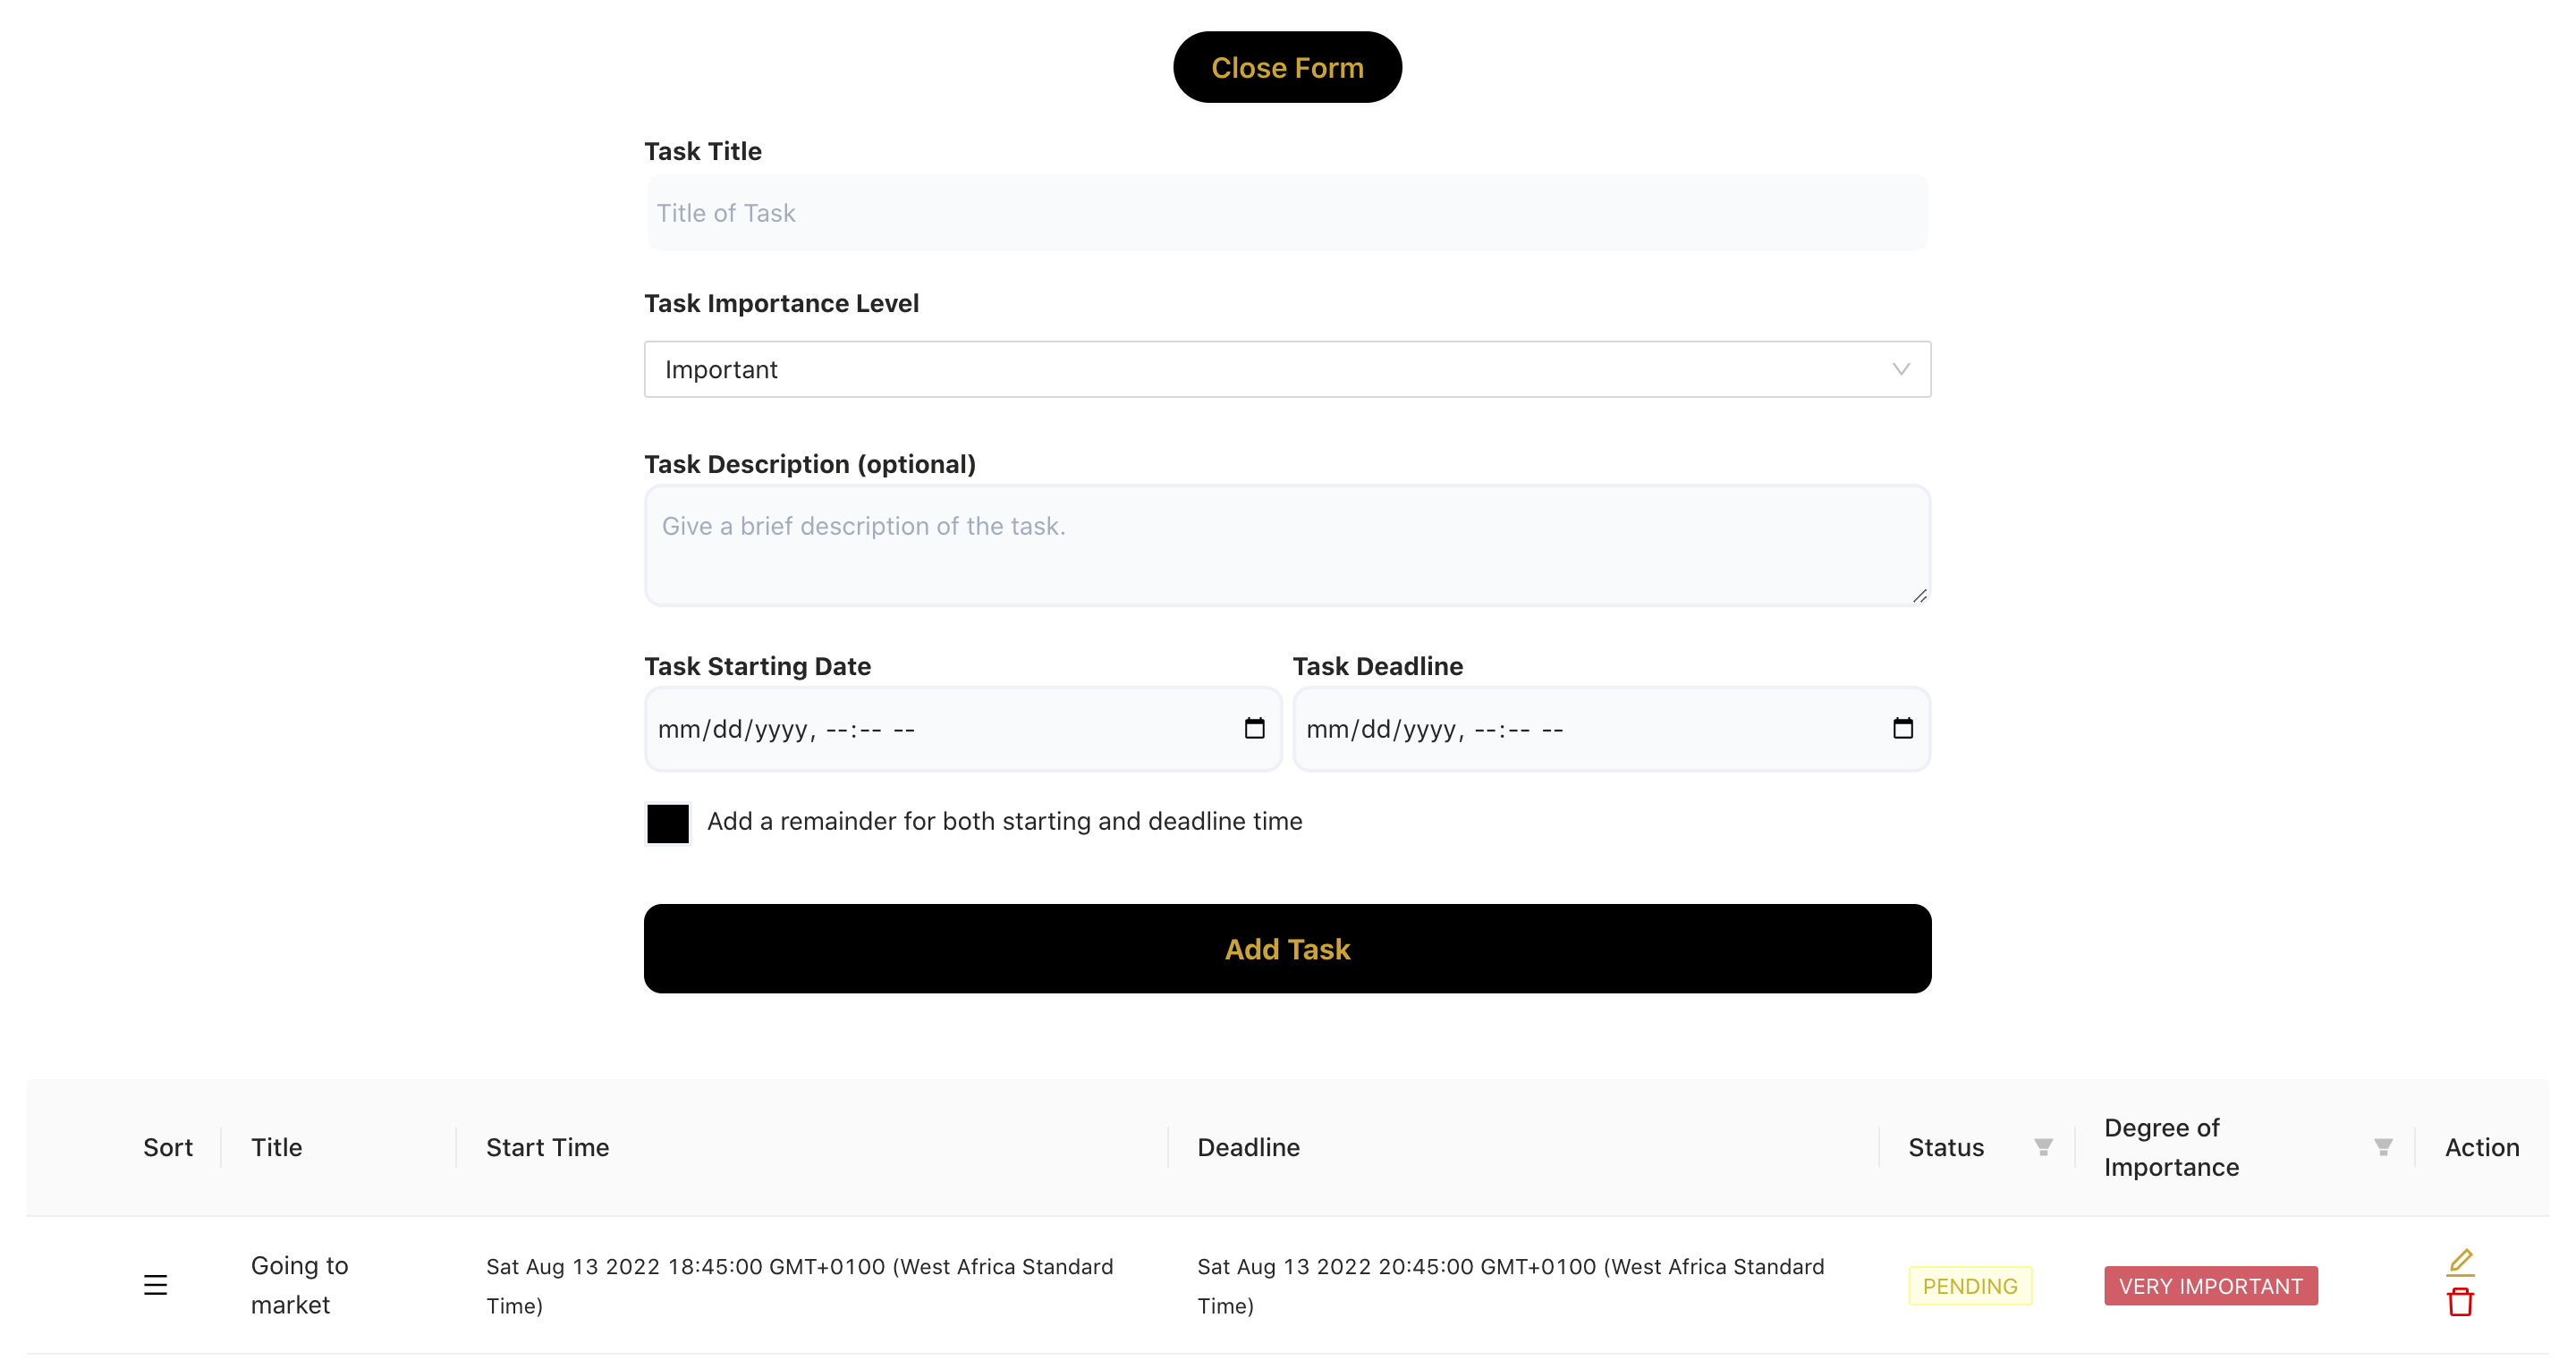 Close Form
Task Title
Title of Task
Task Importance Level
Important
Task Description (optional)
Give a brief description of the task.
Task Starting Date
Task Deadline
mm/dd/yyyy, --:-- --
mm/dd/yyyy, --:-- --
Add a remainder for both starting and deadline time
Add Task
Sort
Title
Start Time
Deadline
Status
Degree of
Importance
Action
Going to
market
Sat Aug 13 2022 18:45:00 GMT+0100 (West Africa Standard
Time)
Sat Aug 13 2022 20:45:00 GMT+0100 (West Africa Standard
Time)
PENDING
VERY IMPORTANT